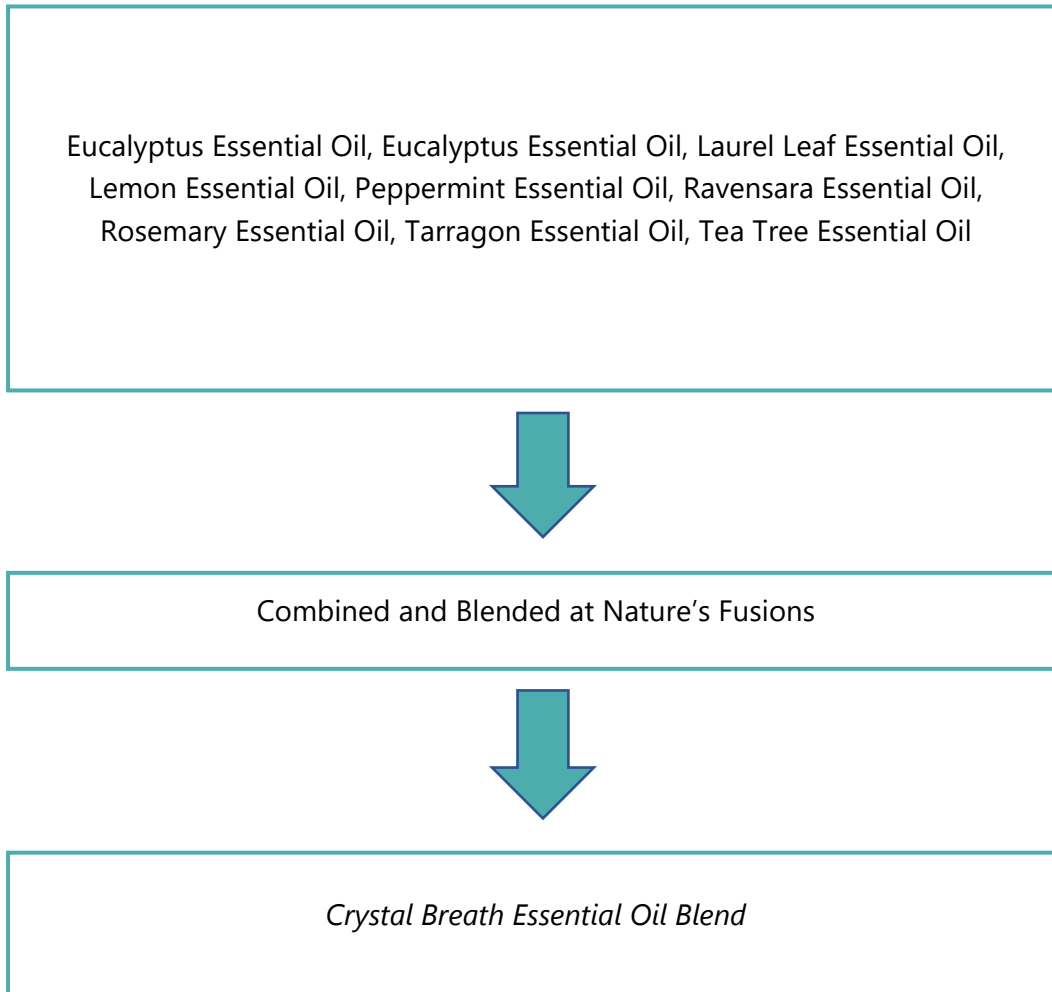 Eucalyptus Essential Oil, Eucalyptus Essential Oil, Laurel Leaf Essential Oil,
Lemon Essential Oil, Peppermint Essential Oil, Ravensara Essential Oil,
Rosemary Essential Oil, Tarragon Essential Oil, Tea Tree Essential Oil
Combined and Blended at Nature’s Fusions
Crystal Breath Essential Oil Blend